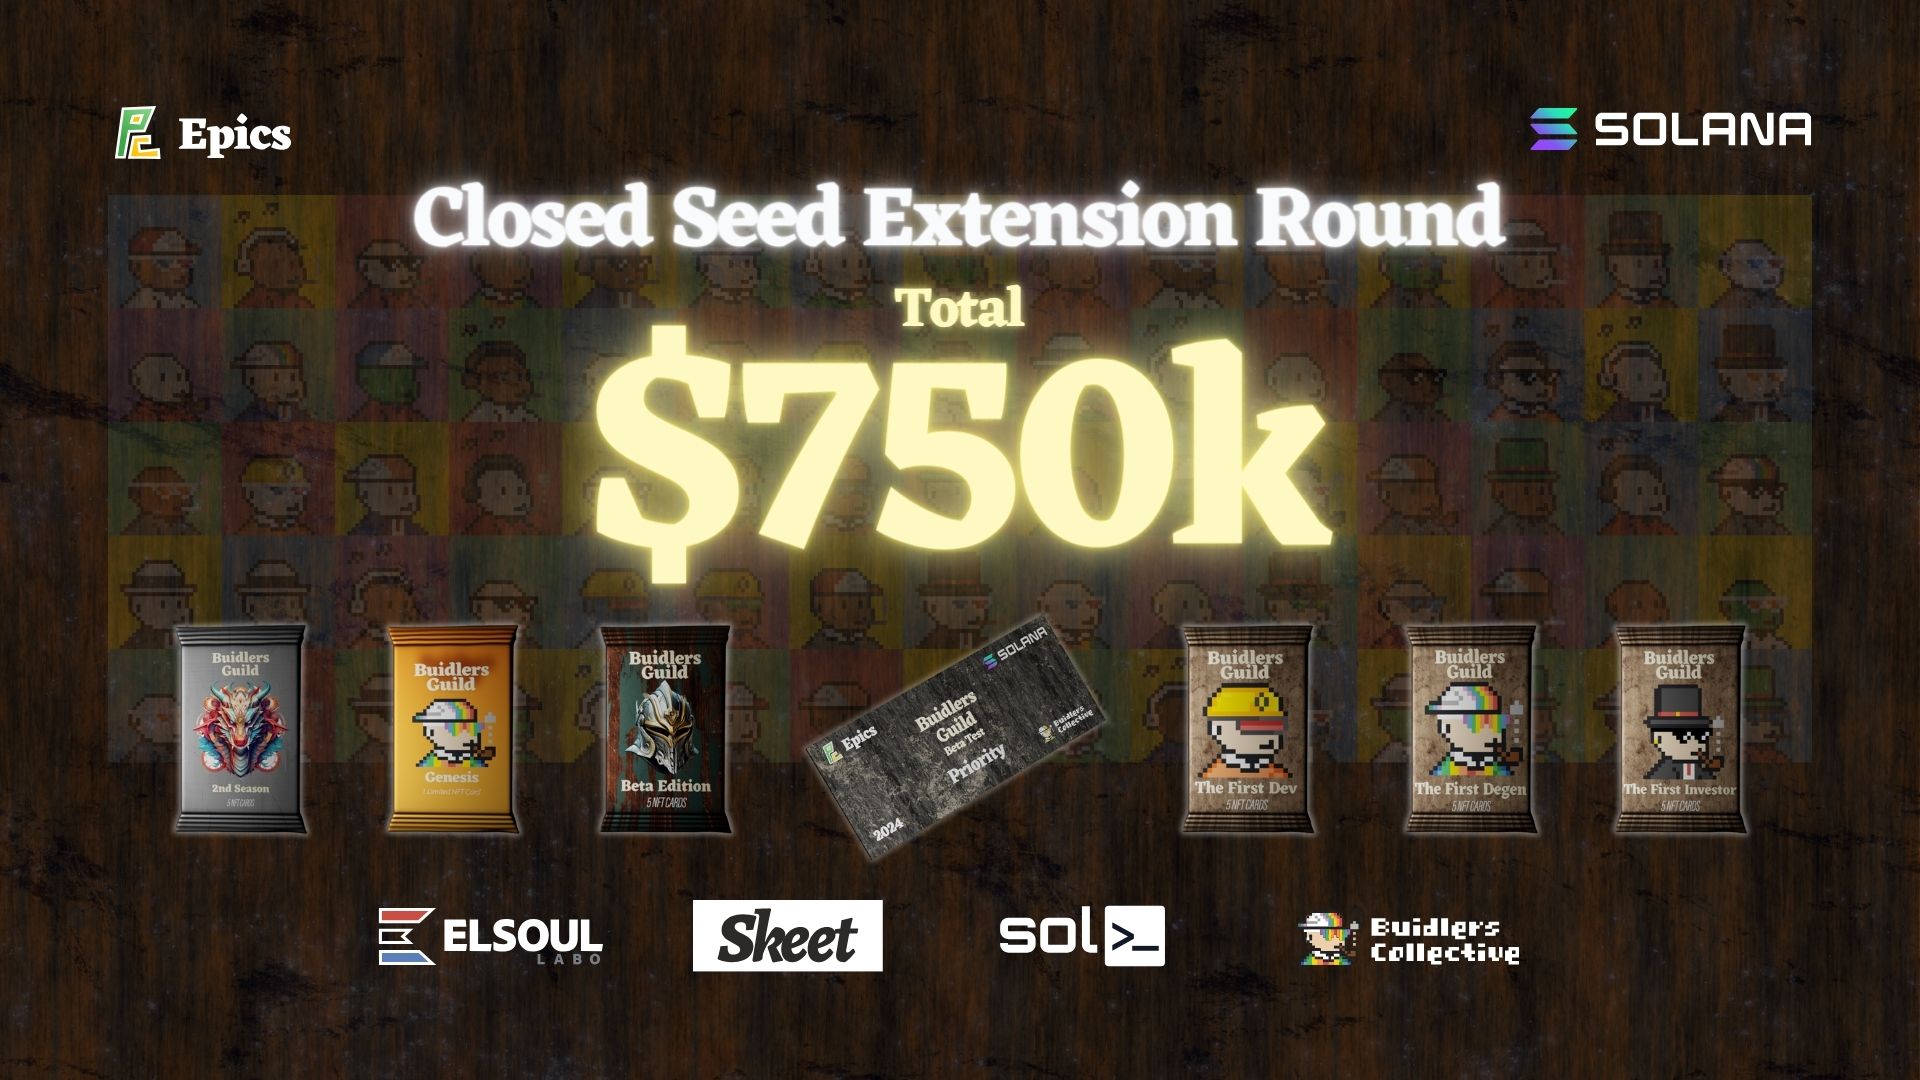 Epics
SOLANA
Closed Seed Extension Round
Total
$750k
Buidlers
Guild
2nd Season
5 NFT CARDS
Buidlers
Guild
Genesis
1 Limited NFT Card
Buidlers
Guild
Beta Edition
5 NFT CARDS
SOLANA
Epics
Buidlers
Guild
Beta Test
Priority
Buidlers
Collective
2024
Buidlers
Guild
The First Dev
5 NFT CARDS
Buidlers
Guild
The First Degen
5 NFT CARDS
Buidlers
Guild
The First Investor
5 NFT CARDS
ELSOUL
LABO
Skeet
sol >_
Buidlers
Collective